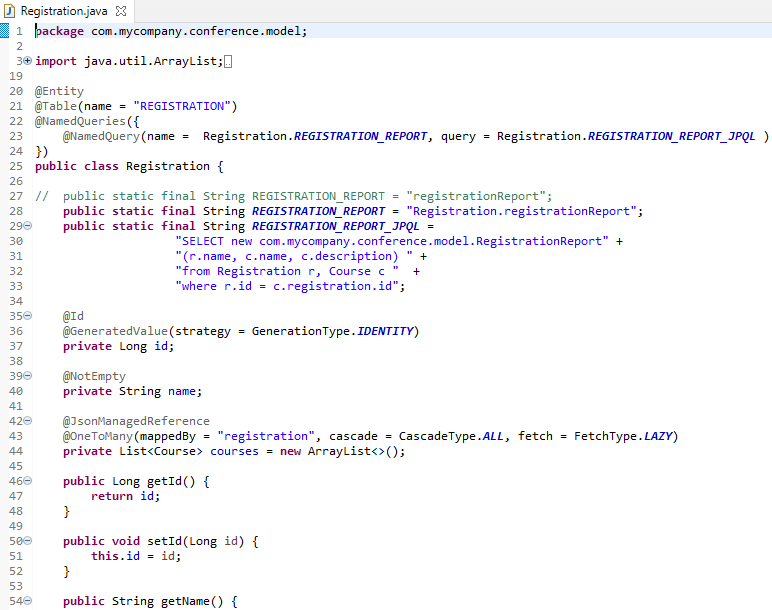 Registration.java
1 package com.mycompany.conference.model;
2
3 import java.util.ArrayList;
19
20 @Entity
21 @Table(name = "REGISTRATION")
22 @NamedQueries({
23     @NamedQuery(name =  Registration.REGISTRATION_REPORT, query = Registration.REGISTRATION_REPORT_JPQL )
24 })
25 public class Registration {
26
27 //  public static final String REGISTRATION_REPORT = "registrationReport";
28     public static final String REGISTRATION_REPORT = "Registration.registrationReport";
29     public static final String REGISTRATION_REPORT_JPQL =
30                     "SELECT new com.mycompany.conference.model.RegistrationReport" +
31                     "(r.name, c.name, c.description) " +
32                     "from Registration r, Course c "  +
33                     "where r.id = c.registration.id";
34
35     @Id
36     @GeneratedValue(strategy = GenerationType.IDENTITY)
37     private Long id;
38
39     @NotEmpty
40     private String name;
41
42     @JsonManagedReference
43     @OneToMany(mappedBy = "registration", cascade = CascadeType.ALL, fetch = FetchType.LAZY)
44     private List<Course> courses = new ArrayList<>();
45
46     public Long getId() {
47         return id;
48     }
49
50     public void setId(Long id) {
51         this.id = id;
52     }
53
54     public String getName() {